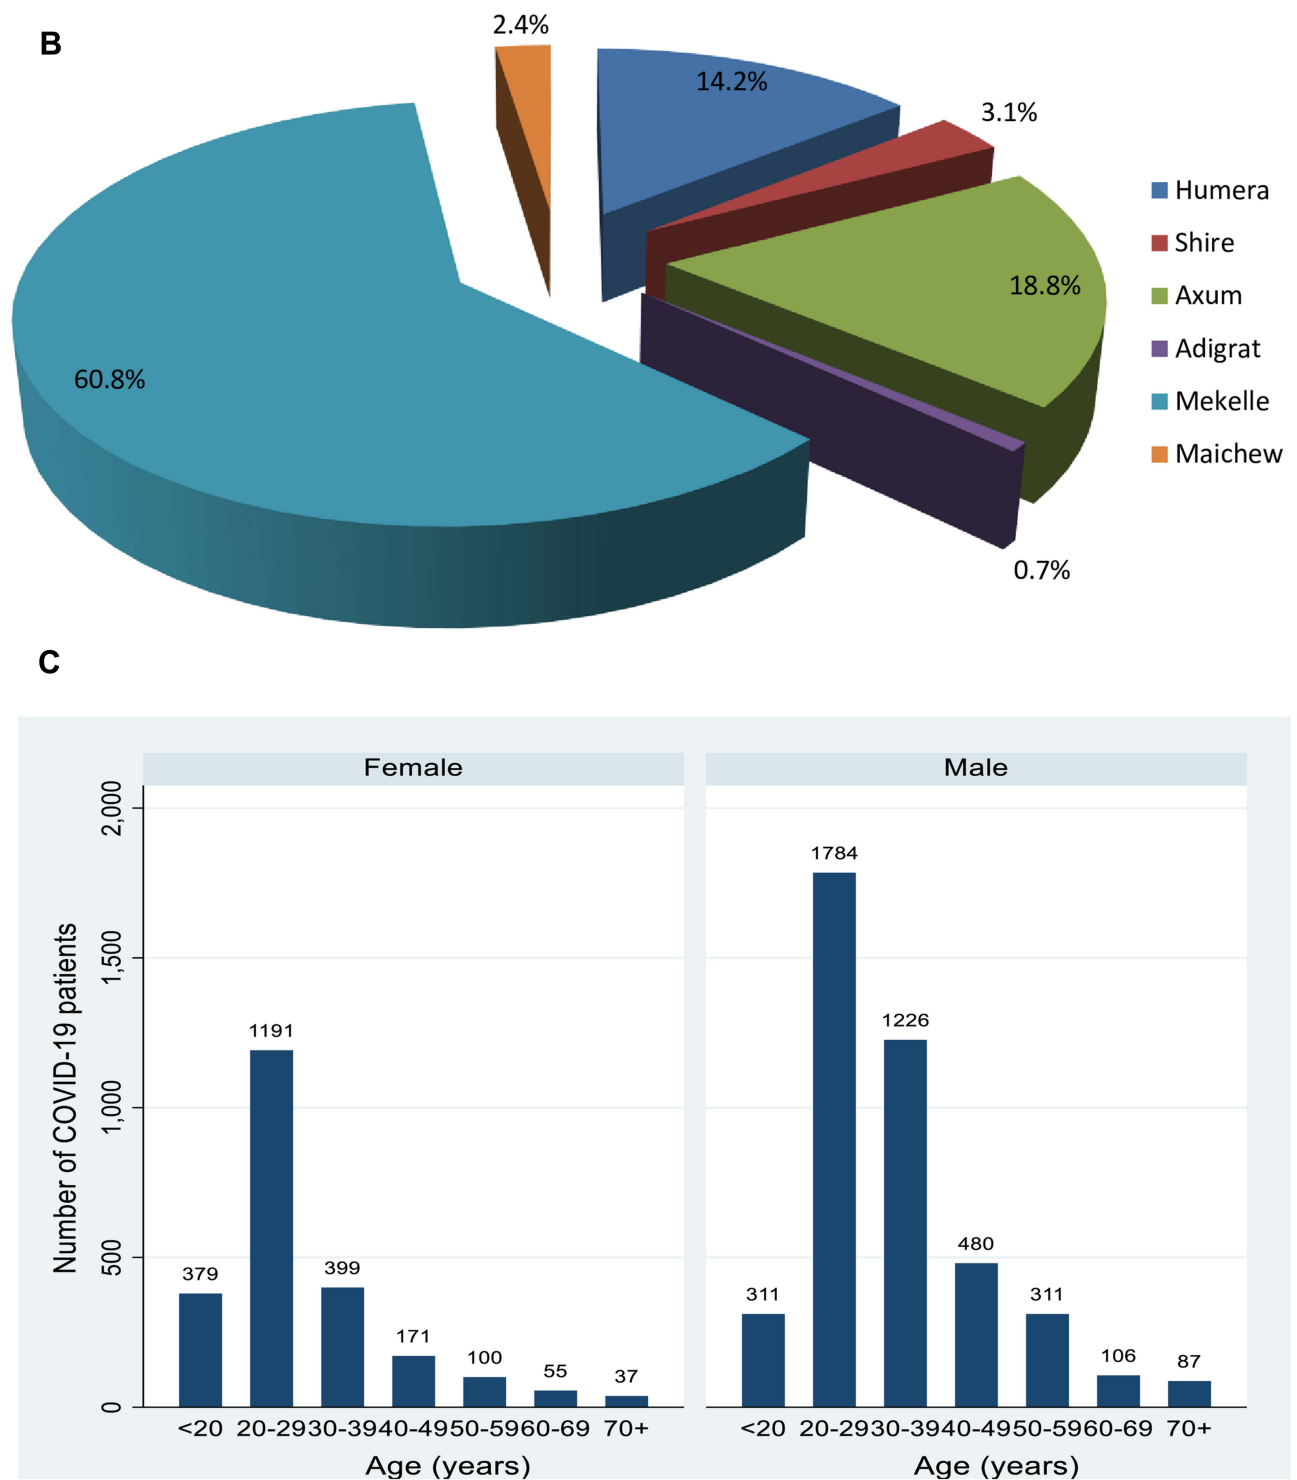 B
2.4%
14.2%
3.1%
18.8%
60.8%
0.7%
Humera
Shire
Axum
Adigrat
Mekelle
Maichew
C
Female
Male
Number of COVID-19 patients
2,000
1,500
1,000
500
0
379
1191
399
171
100
55
37
311
1784
1226
480
311
106
87
<20 20-29 30-39 40-49 50-59 60-69 70+
<20 20-29 30-39 40-49 50-59 60-69 70+
Age (years)
Age (years)